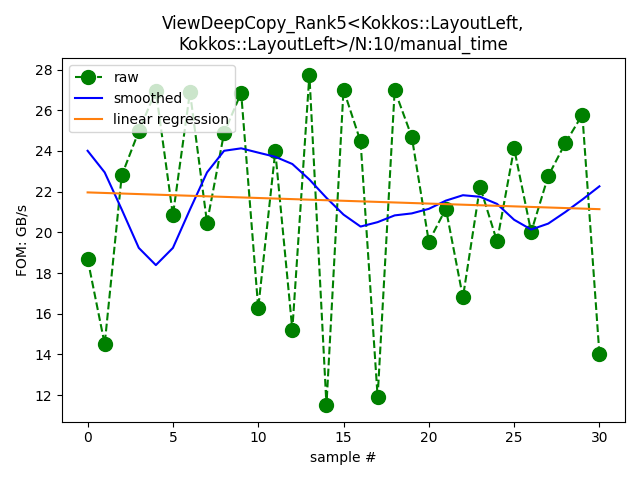 ViewDeepCopy_Rank5<Kokkos::LayoutLeft,
Kokkos::LayoutLeft>/N:10/manual_time
raw
smoothed
linear regression
FOM: GB/s
28
26
24
22
20
18
16
14
12
0
5
10
15
20
25
30
sample #